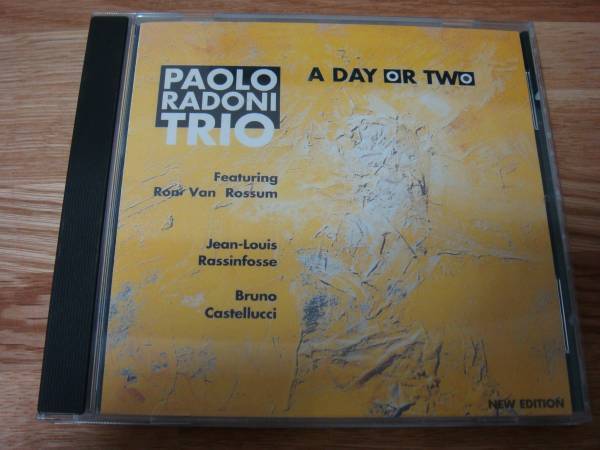 PAOLO
RADONI
TRIO
A DAY OR TWO
Featuring
Ron Van Rossum
Jean-Louis
Rassinfosse
Bruno
Castellucci
NEW EDITION